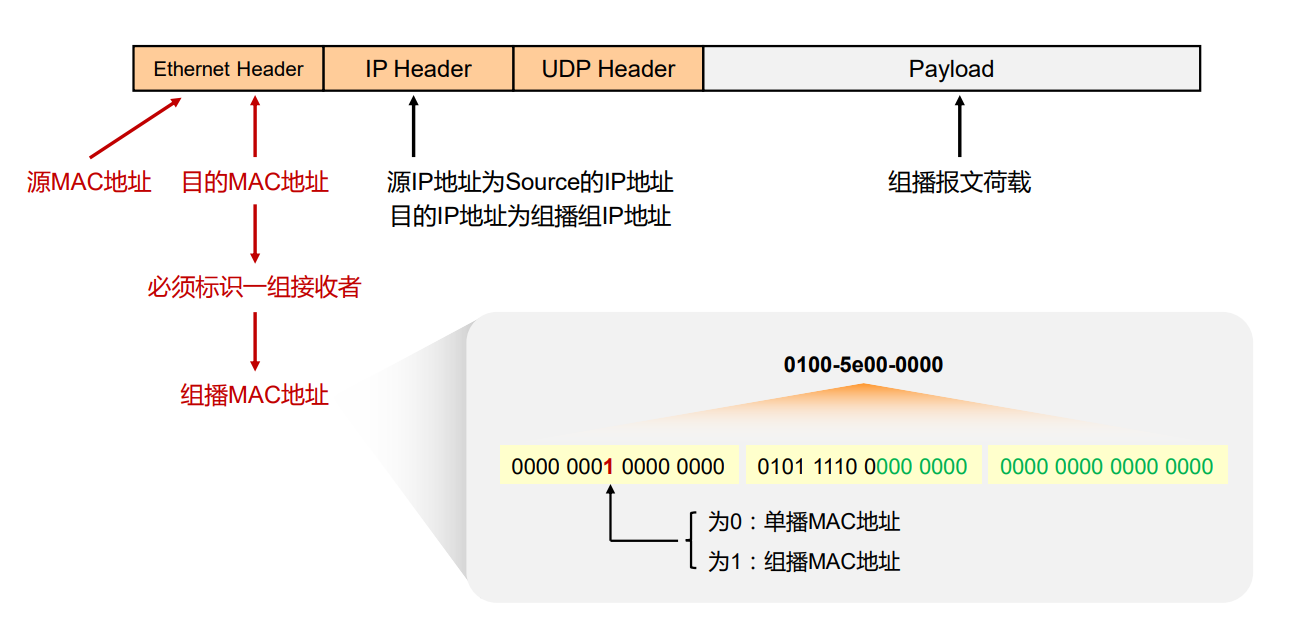 Ethernet Header IP Header UDP Header Payload
源MAC地址 目的MAC地址 源IP地址为Source的IP地址 组播报文荷载
目的IP地址为组播组IP地址
必须标识一组接收者
组播MAC地址
0100-5e00-0000
0000 0001 0000 0000 0101 1110 0000 0000 0000 0000 0000 0000
为0：单播MAC地址
为1：组播MAC地址